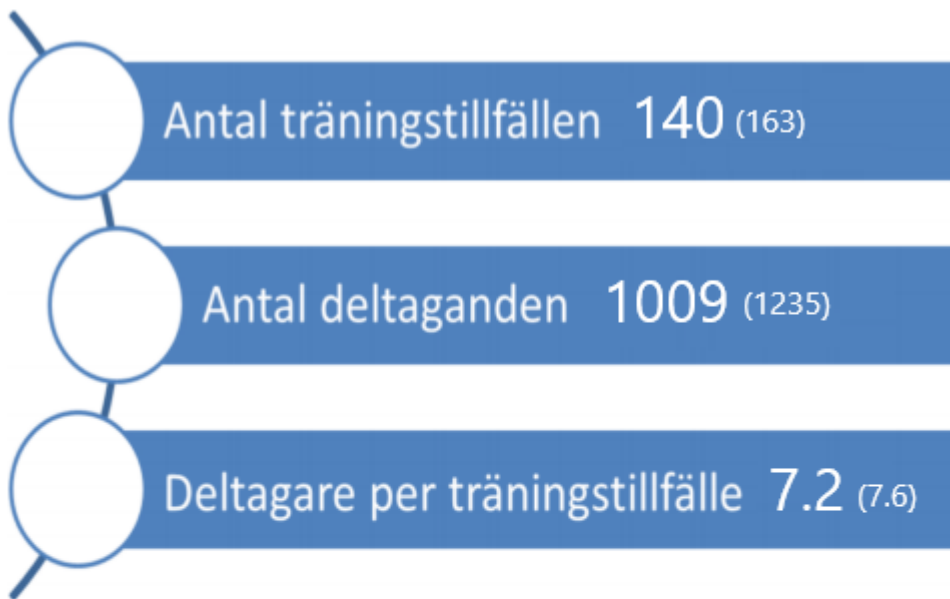 Antal träningstillfällen 140 (163)
Antal deltaganden 1009 (1235)
Deltagare per träningstillfälle 7.2 (7.6)